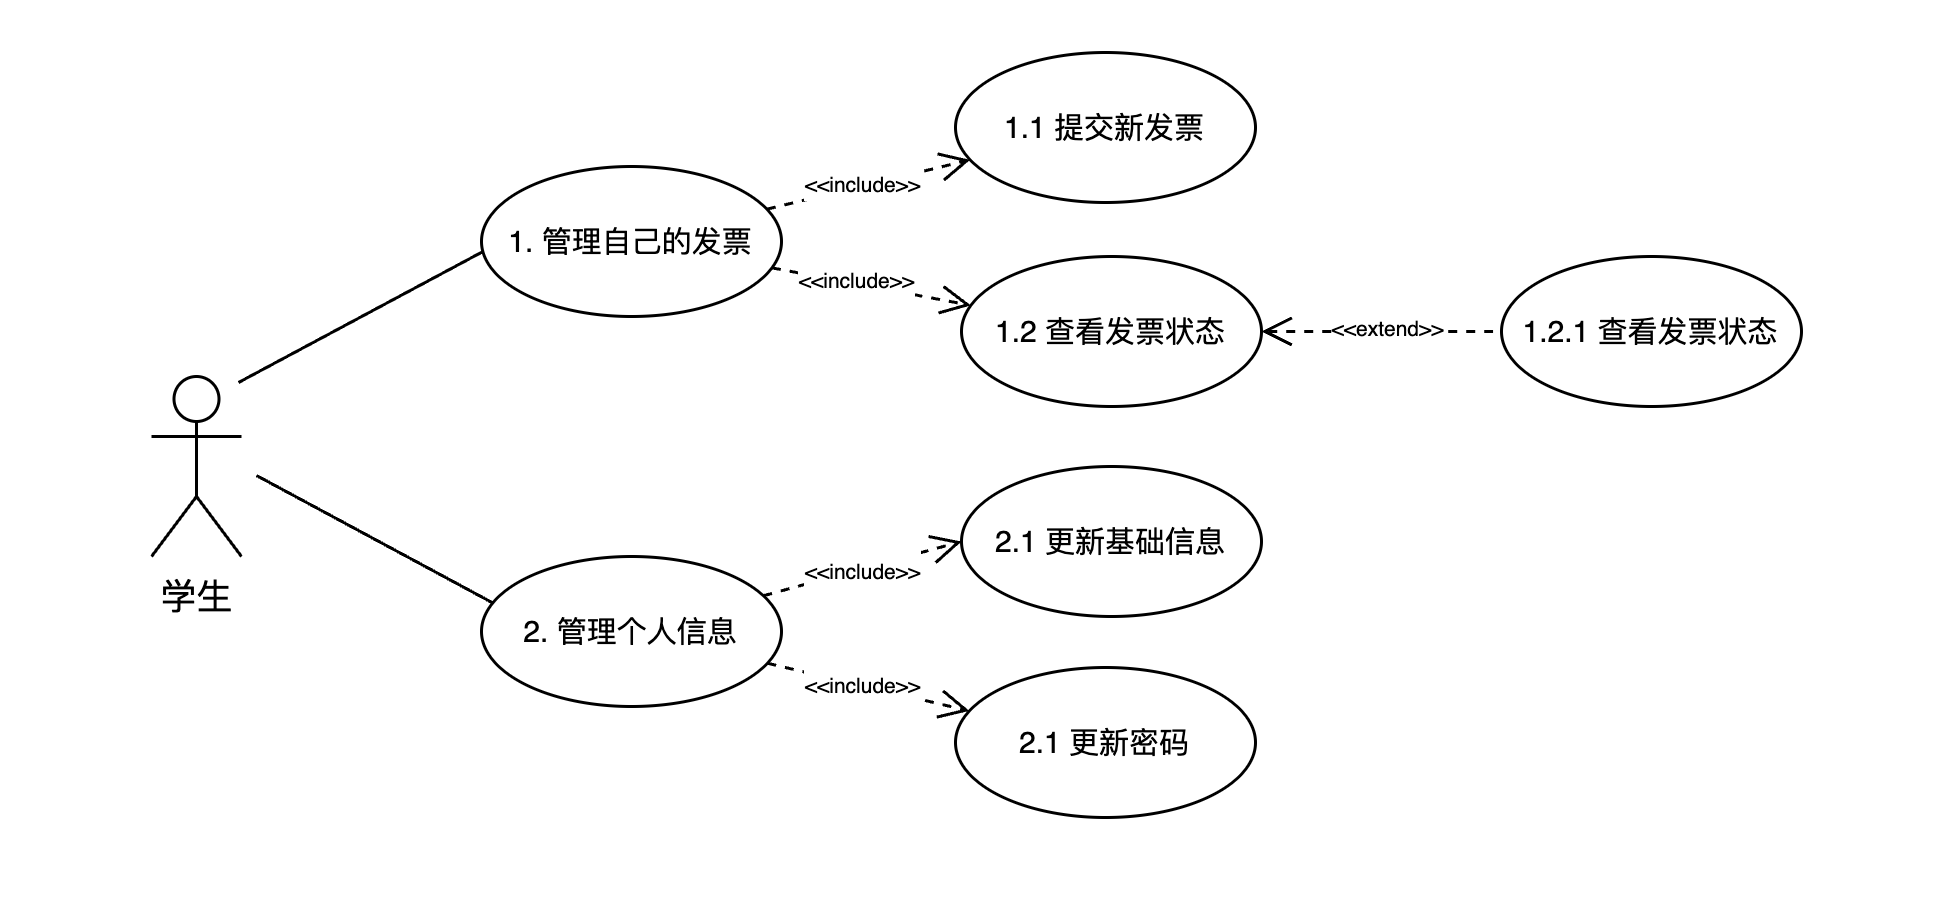 1.1 提交新发票
<<include>>
1. 管理自己的发票
<<include>>
1.2 查看发票状态
<<extend>>
1.2.1 查看发票状态
学生
2.1 更新基础信息
<<include>>
2. 管理个人信息
<<include>>
2.1 更新密码